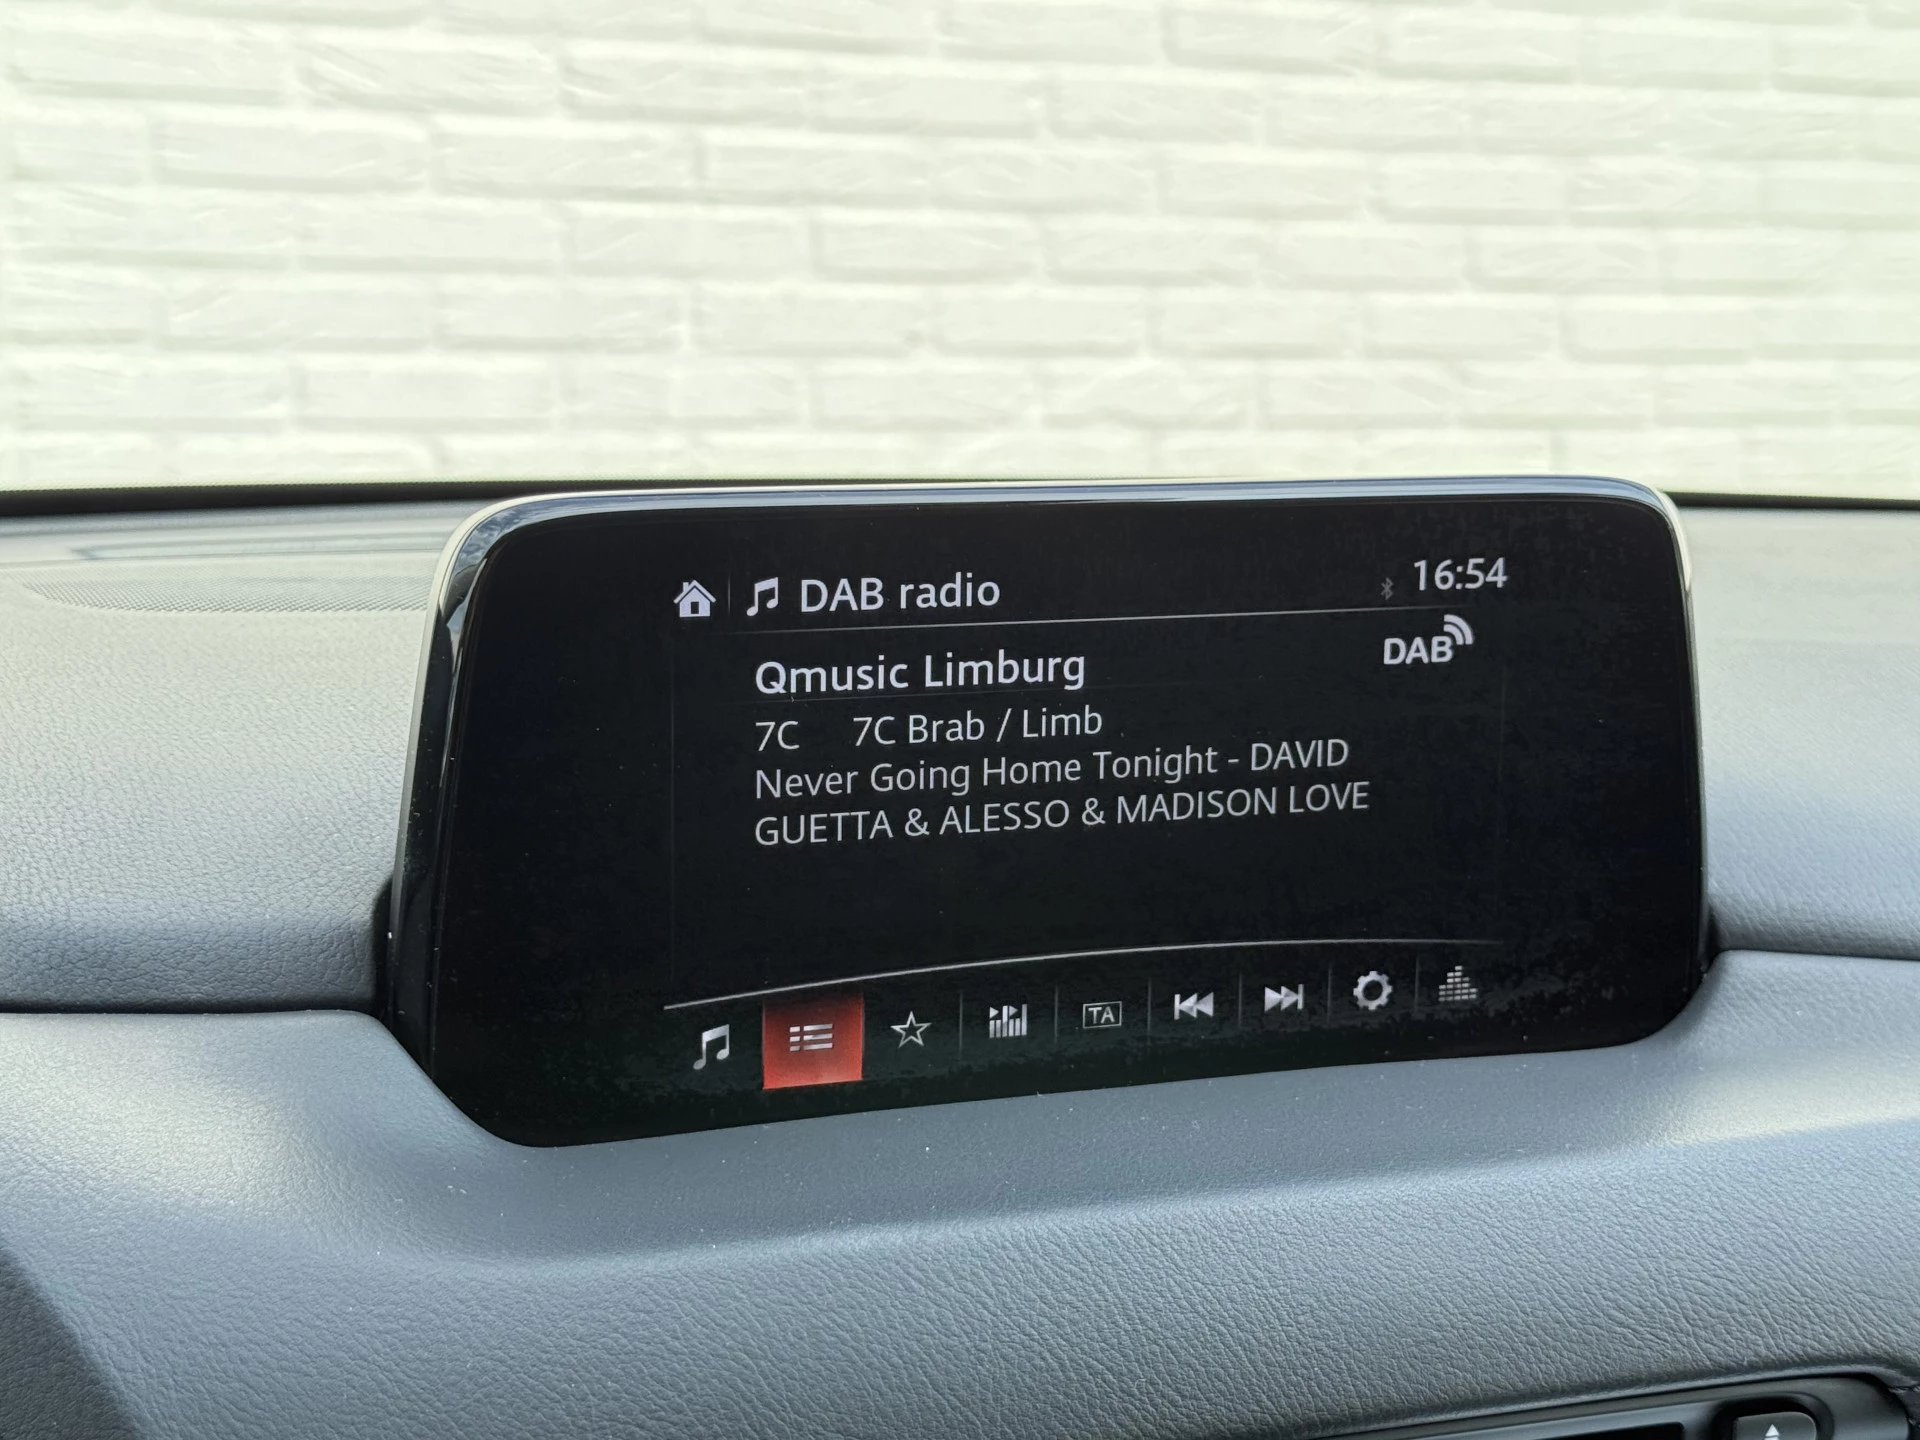 DAB radio
16:54
DAB
Qmusic Limburg
7C 7C Brab / Limb
Never Going Home Tonight - DAVID
GUETTA & ALESSO & MADISON LOVE
TA